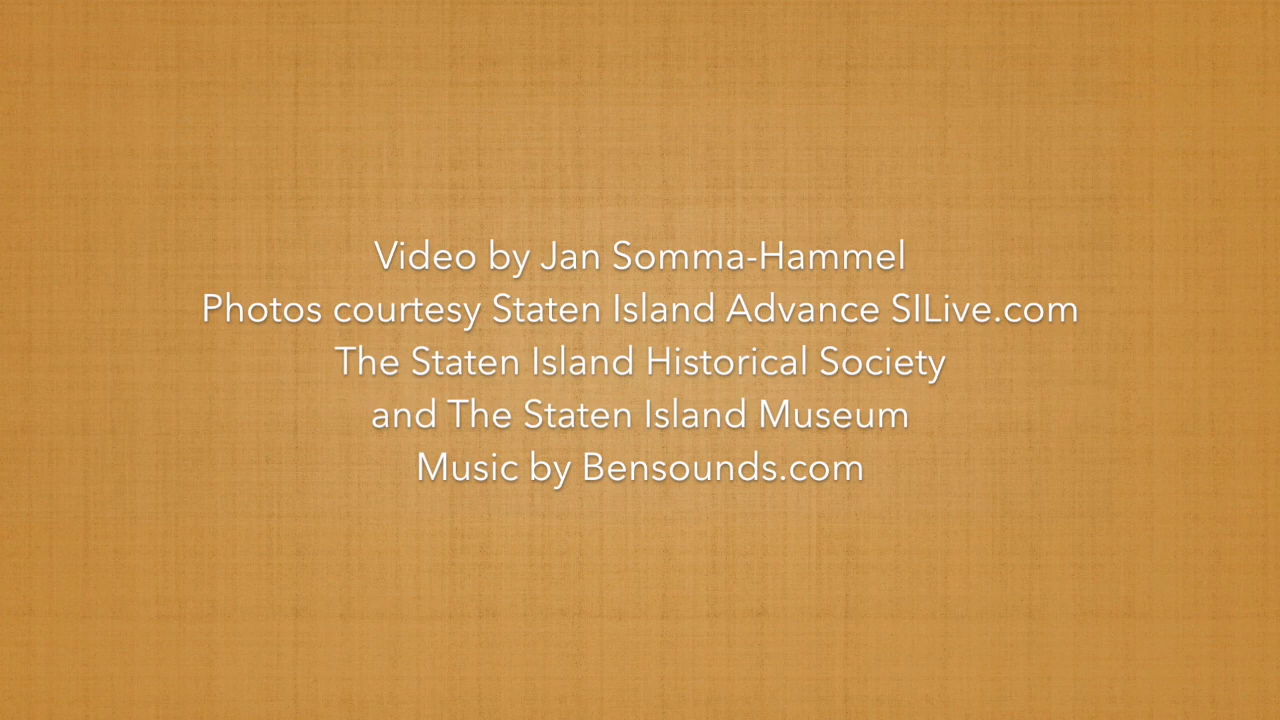 Video by Jan Somma-Hammel
Photos courtesy Staten Island Advance SILive.com
The Staten Island Historical Society
and The Staten Island Museum
Music by Bensounds.com